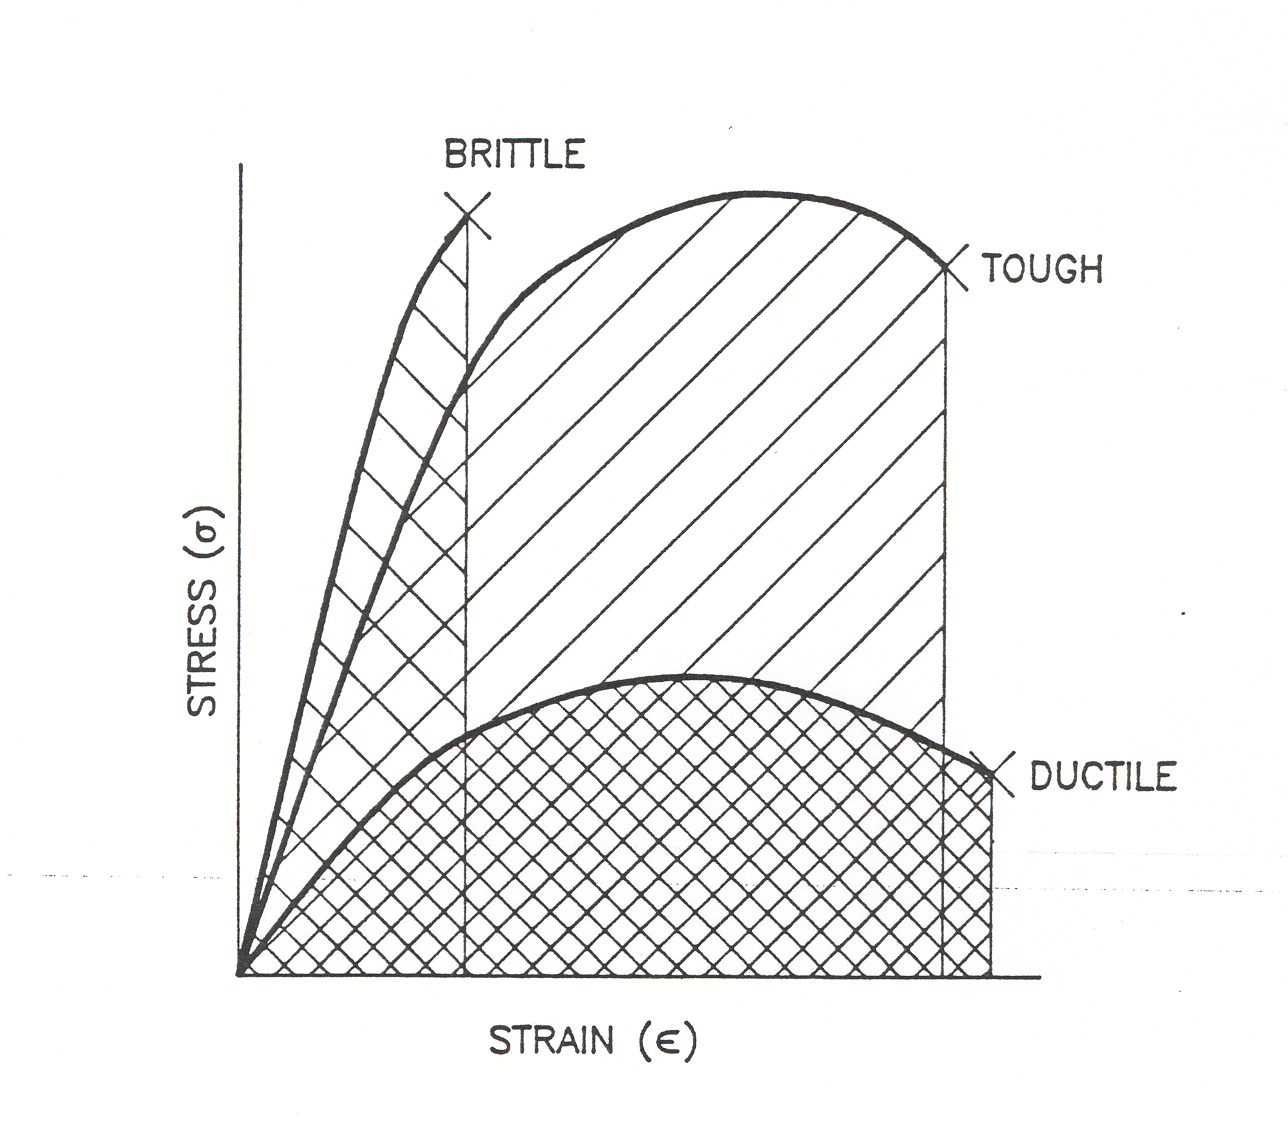 BRITTLE
TOUGH
STRESS (σ)
DUCTILE
STRAIN (ϵ)